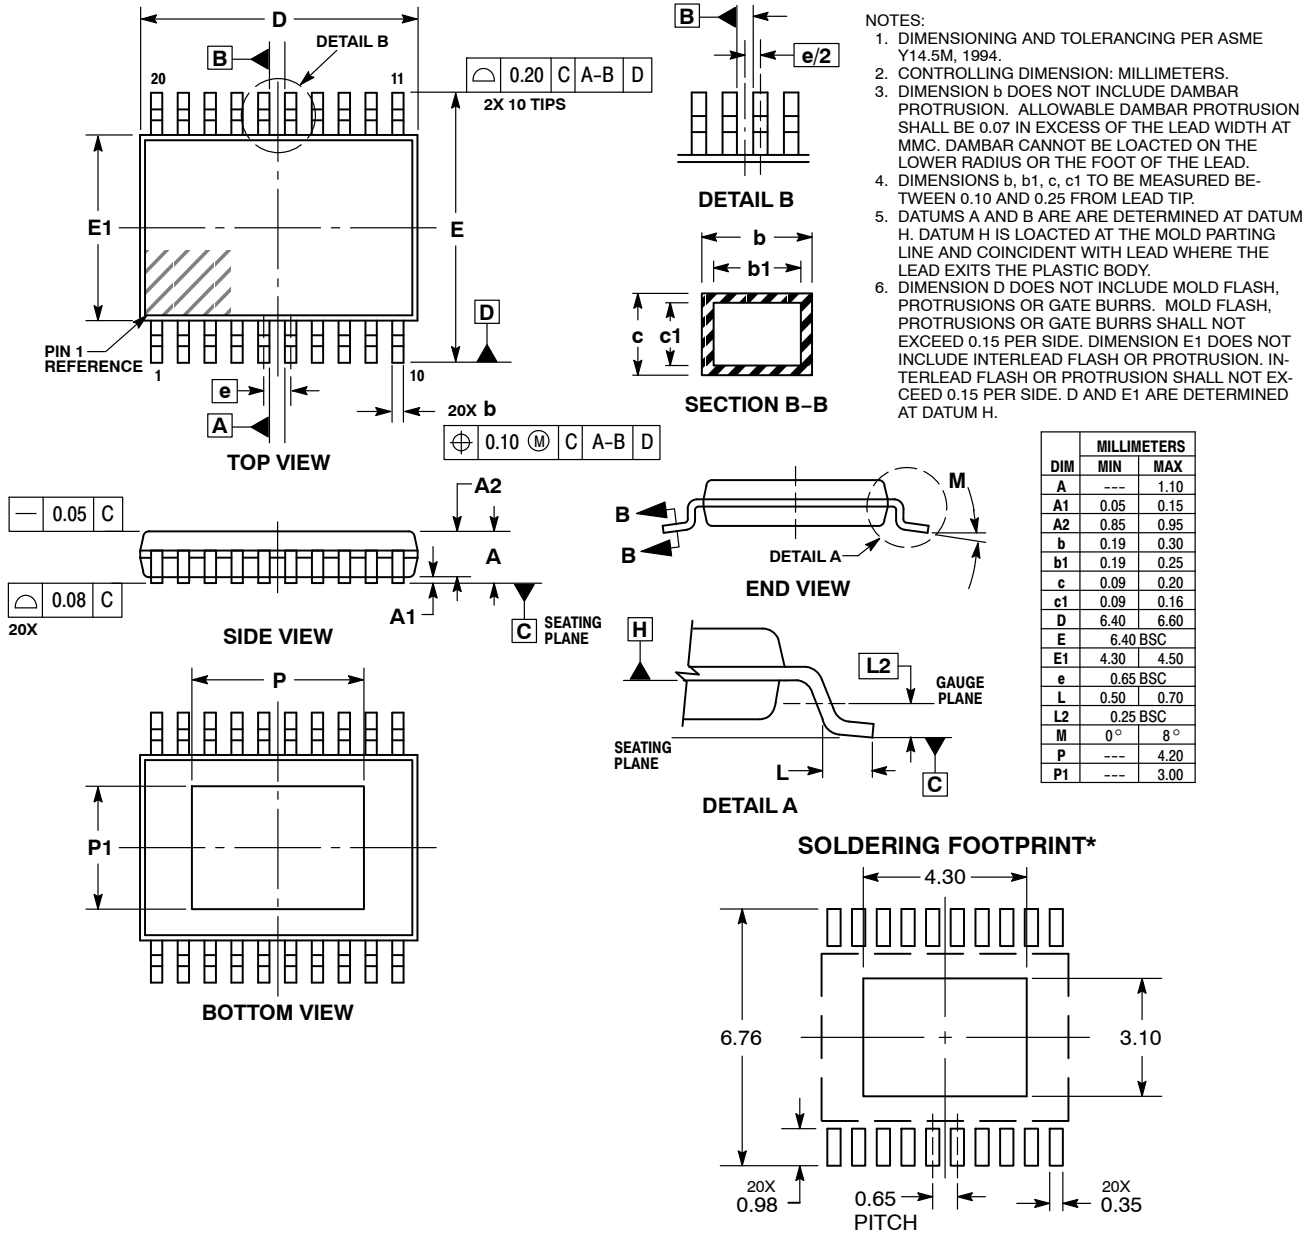 D
B
DETAIL B
20
11
⌓ 0.20 C A–B D
2X 10 TIPS
E1
E
D
PIN 1
REFERENCE
1
10
e
20X b
A
⌖ 0.10 Ⓜ C A–B D
TOP VIEW
B
e/2
DETAIL B
b
b1
c
c1
SECTION B–B
NOTES:
1. DIMENSIONING AND TOLERANCING PER ASME
Y14.5M, 1994.
2. CONTROLLING DIMENSION: MILLIMETERS.
3. DIMENSION b DOES NOT INCLUDE DAMBAR
PROTRUSION. ALLOWABLE DAMBAR PROTRUSION
SHALL BE 0.07 IN EXCESS OF THE LEAD WIDTH AT
MMC. DAMBAR CANNOT BE LOACTED ON THE
LOWER RADIUS OR THE FOOT OF THE LEAD.
4. DIMENSIONS b, b1, c, c1 TO BE MEASURED BE-
TWEEN 0.10 AND 0.25 FROM LEAD TIP.
5. DATUMS A AND B ARE ARE DETERMINED AT DATUM
H. DATUM H IS LOACTED AT THE MOLD PARTING
LINE AND COINCIDENT WITH LEAD WHERE THE
LEAD EXITS THE PLASTIC BODY.
6. DIMENSION D DOES NOT INCLUDE MOLD FLASH,
PROTRUSIONS OR GATE BURRS. MOLD FLASH,
PROTRUSIONS OR GATE BURRS SHALL NOT
EXCEED 0.15 PER SIDE. DIMENSION E1 DOES NOT
INCLUDE INTERLEAD FLASH OR PROTRUSION. IN-
TERLEAD FLASH OR PROTRUSION SHALL NOT EX-
CEED 0.15 PER SIDE. D AND E1 ARE DETERMINED
AT DATUM H.
MILLIMETERS
DIM MIN MAX
A --- 1.10
A1 0.05 0.15
A2 0.85 0.95
b 0.19 0.30
b1 0.19 0.25
c 0.09 0.20
c1 0.09 0.16
D 6.40 6.60
E 6.40 BSC
E1 4.30 4.50
e 0.65 BSC
L 0.50 0.70
L2 0.25 BSC
M 0° 8°
P --- 4.20
P1 --- 3.00
— 0.05 C
A2
A
A1
⌓ 0.08 C
20X
SIDE VIEW
C SEATING
PLANE
B
B
M
DETAIL A
END VIEW
H
L2
GAUGE
PLANE
SEATING
PLANE
L
C
DETAIL A
P
P1
BOTTOM VIEW
SOLDERING FOOTPRINT*
4.30
6.76
3.10
20X
0.98
0.65
PITCH
20X
0.35